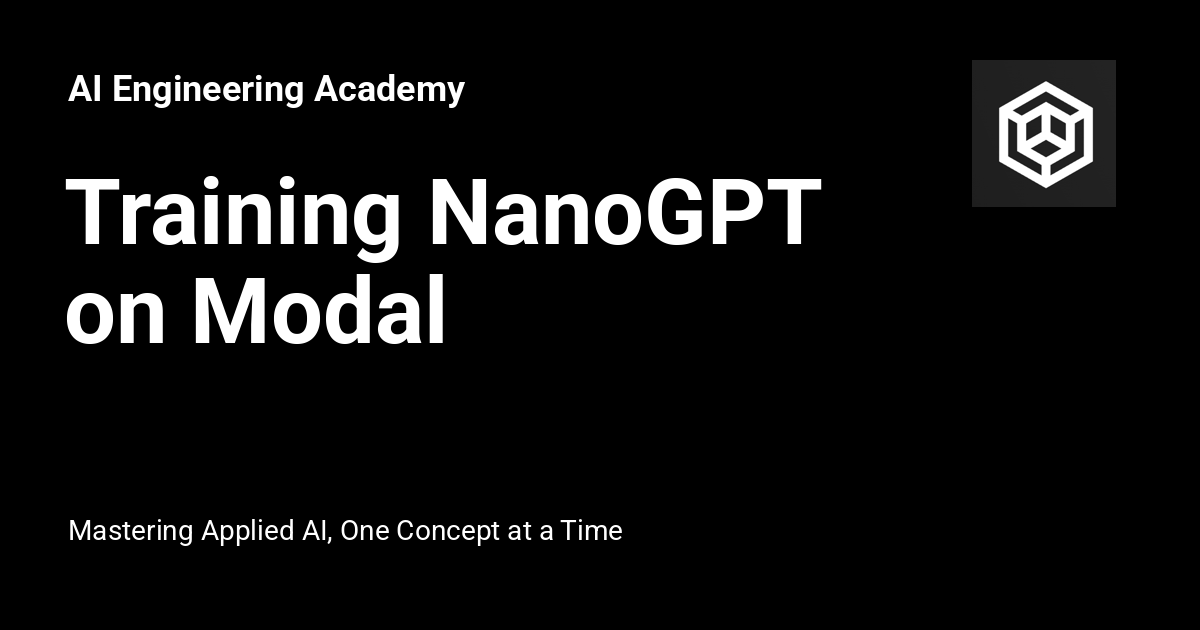 AI Engineering Academy
Training NanoGPT
on Modal
Mastering Applied AI, One Concept at a Time